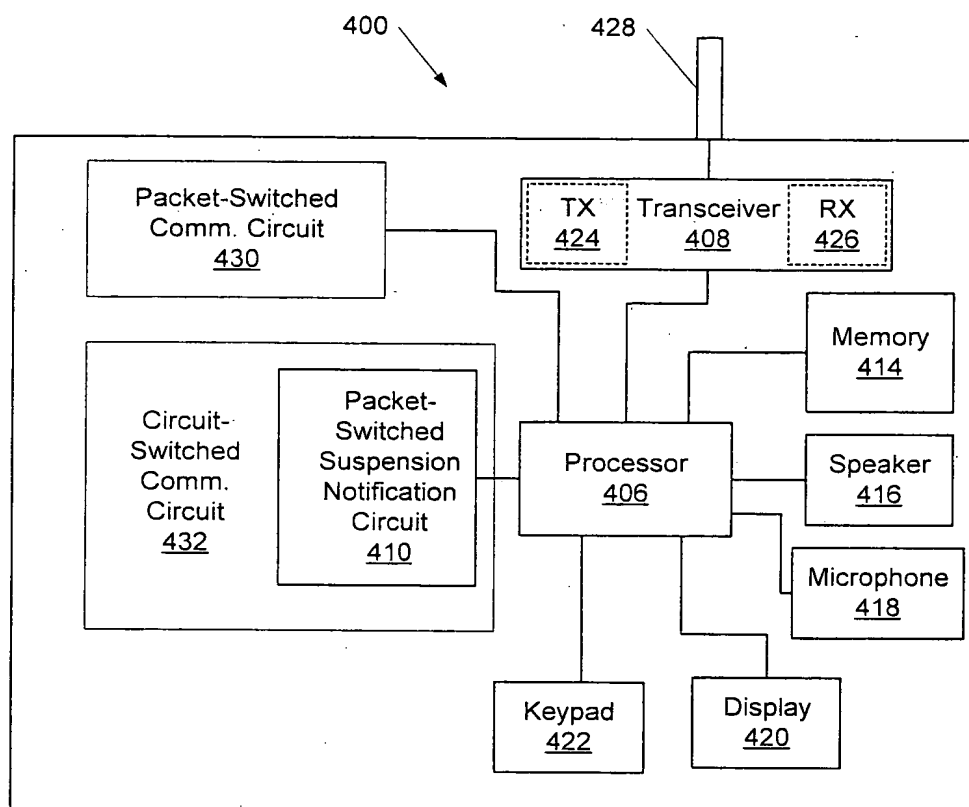 400
428
Packet-Switched
Comm. Circuit
430
TX
424
Transceiver
408
RX
426
Memory
414
Circuit-
Switched
Comm.
Circuit
432
Packet-
Switched
Suspension
Notification
Circuit
410
Processor
406
Speaker
416
Microphone
418
Keypad
422
Display
420